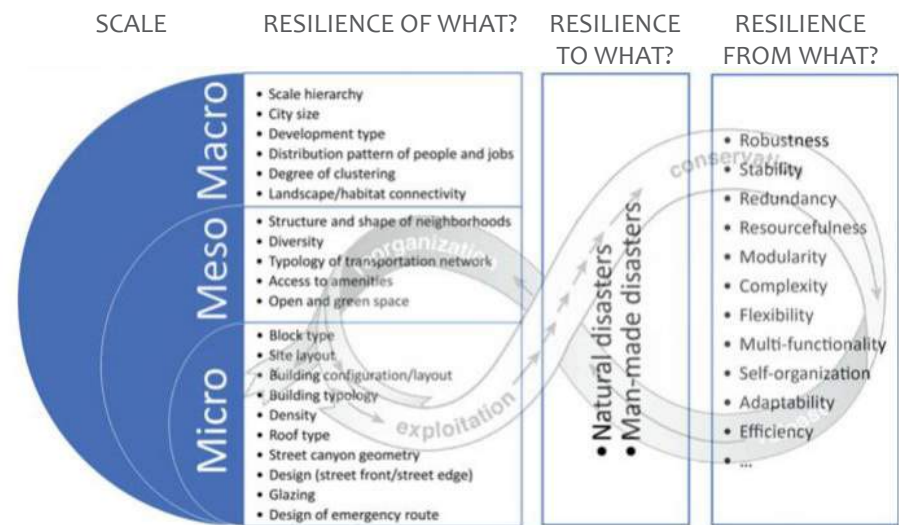 SCALE
RESILIENCE OF WHAT?
RESILIENCE
TO WHAT?
RESILIENCE
FROM WHAT?
Macro
• Scale hierarchy
• City size
• Development type
• Distribution pattern of people and jobs
• Degree of clustering
• Landscape/habitat connectivity
Meso
• Structure and shape of neighborhoods
• Diversity
• Typology of transportation network
• Access to amenities
• Open and green space
Micro
• Block type
• Site layout
• Building configuration/layout
• Building typology
• Density
• Roof type
• Street canyon geometry
• Design (street front/street edge)
• Glazing
• Design of emergency route
exploitation
• Natural disasters
• Man-made disasters
• Robustness
• Stability
• Redundancy
• Resourcefulness
• Modularity
• Complexity
• Flexibility
• Multi-functionality
• Self-organization
• Adaptability
• Efficiency
• ...